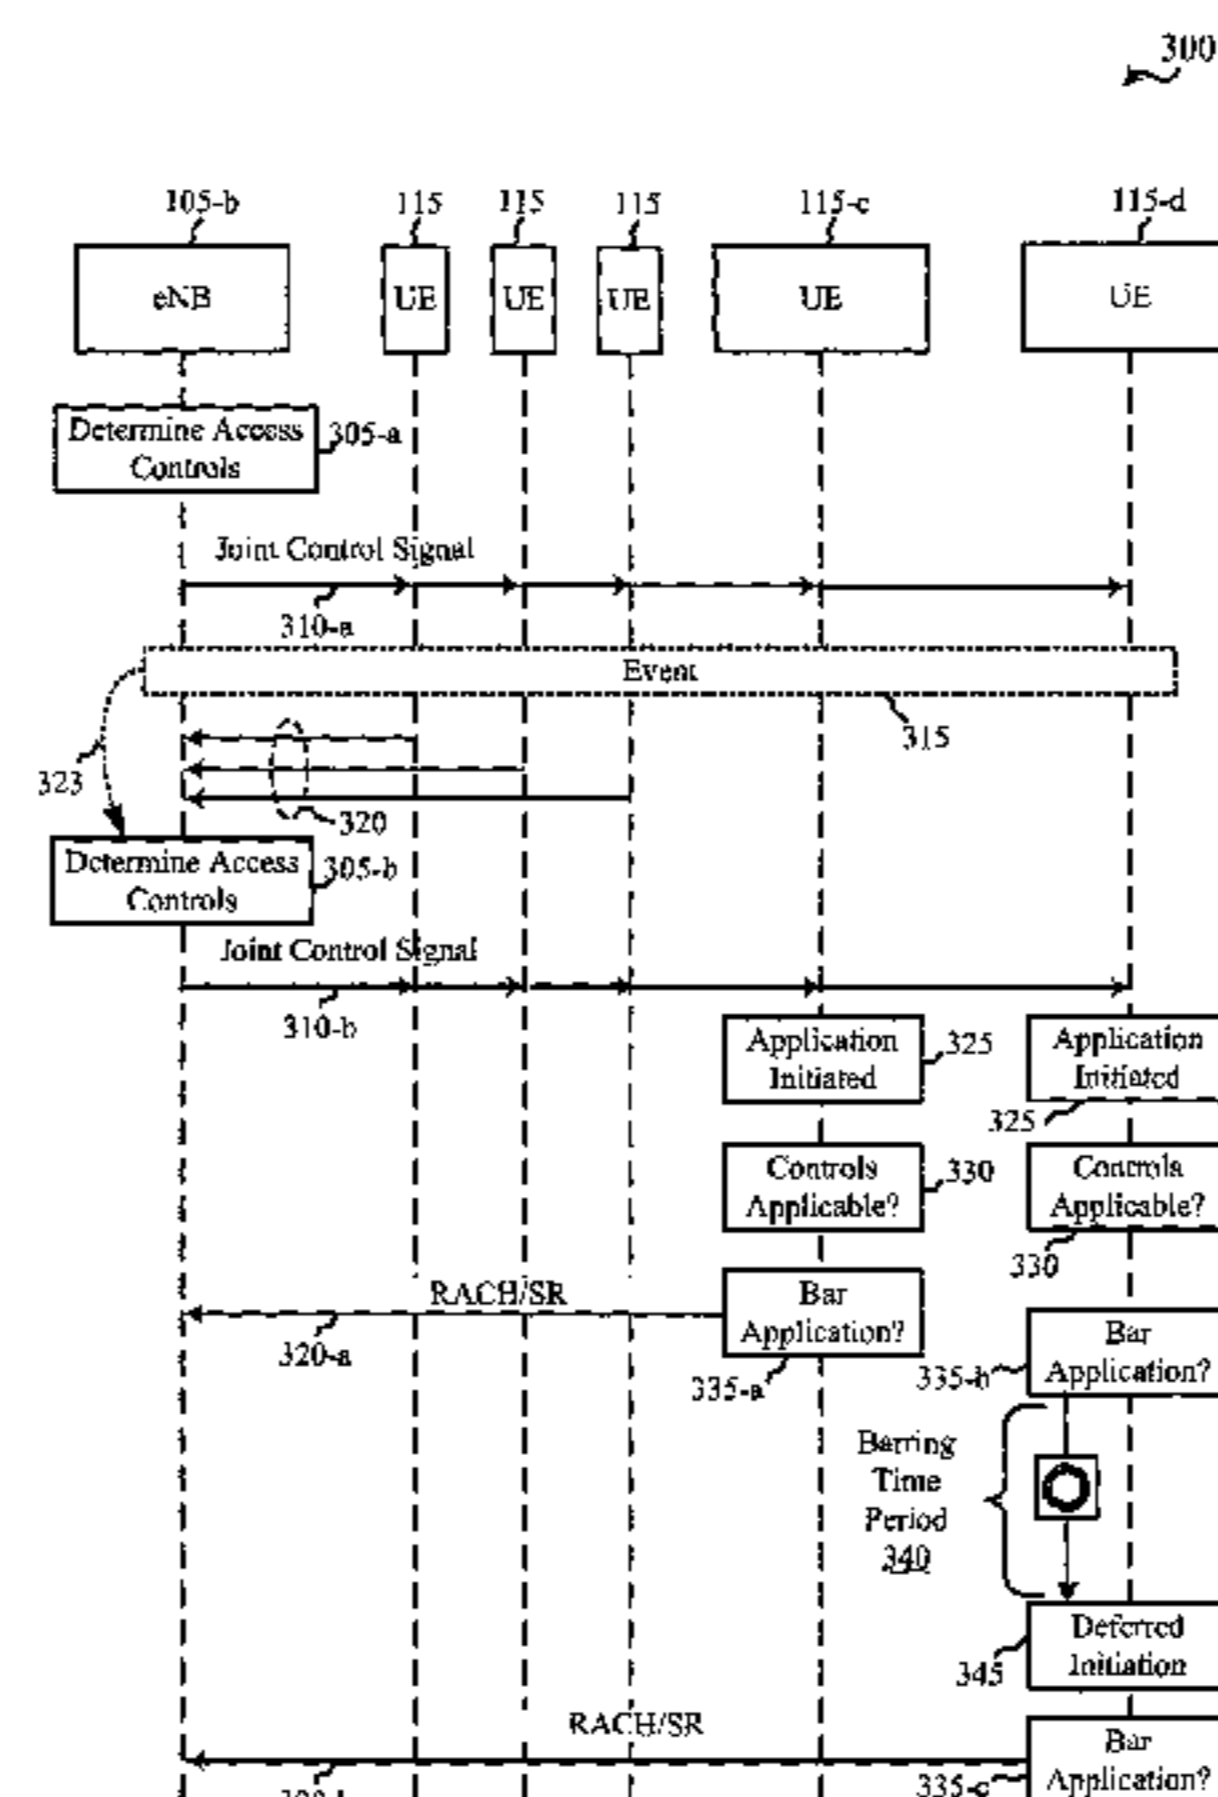 300
105-b
115
115
115
115-c
115-d
eNB
UE
UE
UE
UE
UE
Determine Access
Controls
305-a
Joint Control Signal
310-a
Event
315
323
320
Determine Access
Controls
305-b
Joint Control Signal
310-b
Application
Initiated
325
Application
Initiated
325
Controls
Applicable?
330
Controls
Applicable?
330
RACH/SR
320-a
Bar
Application?
335-a
Bar
Application?
335-b
Barring
Time
Period
340
Deferred
Initiation
345
RACH/SR
Bar
Application?
335-c